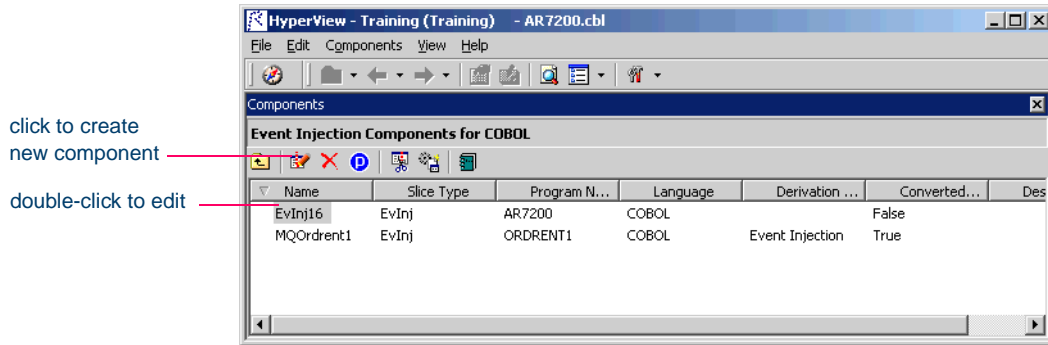 HyperView - Training (Training) - AR7200.cbl
File Edit Components View Help
Components
Event Injection Components for COBOL
click to create
new component
double-click to edit
Name Slice Type Program N... Language Derivation ... Converted... Des
EvInj16 EvInj AR7200 COBOL False
MQOrdrent1 EvInj ORDRENT1 COBOL Event Injection True